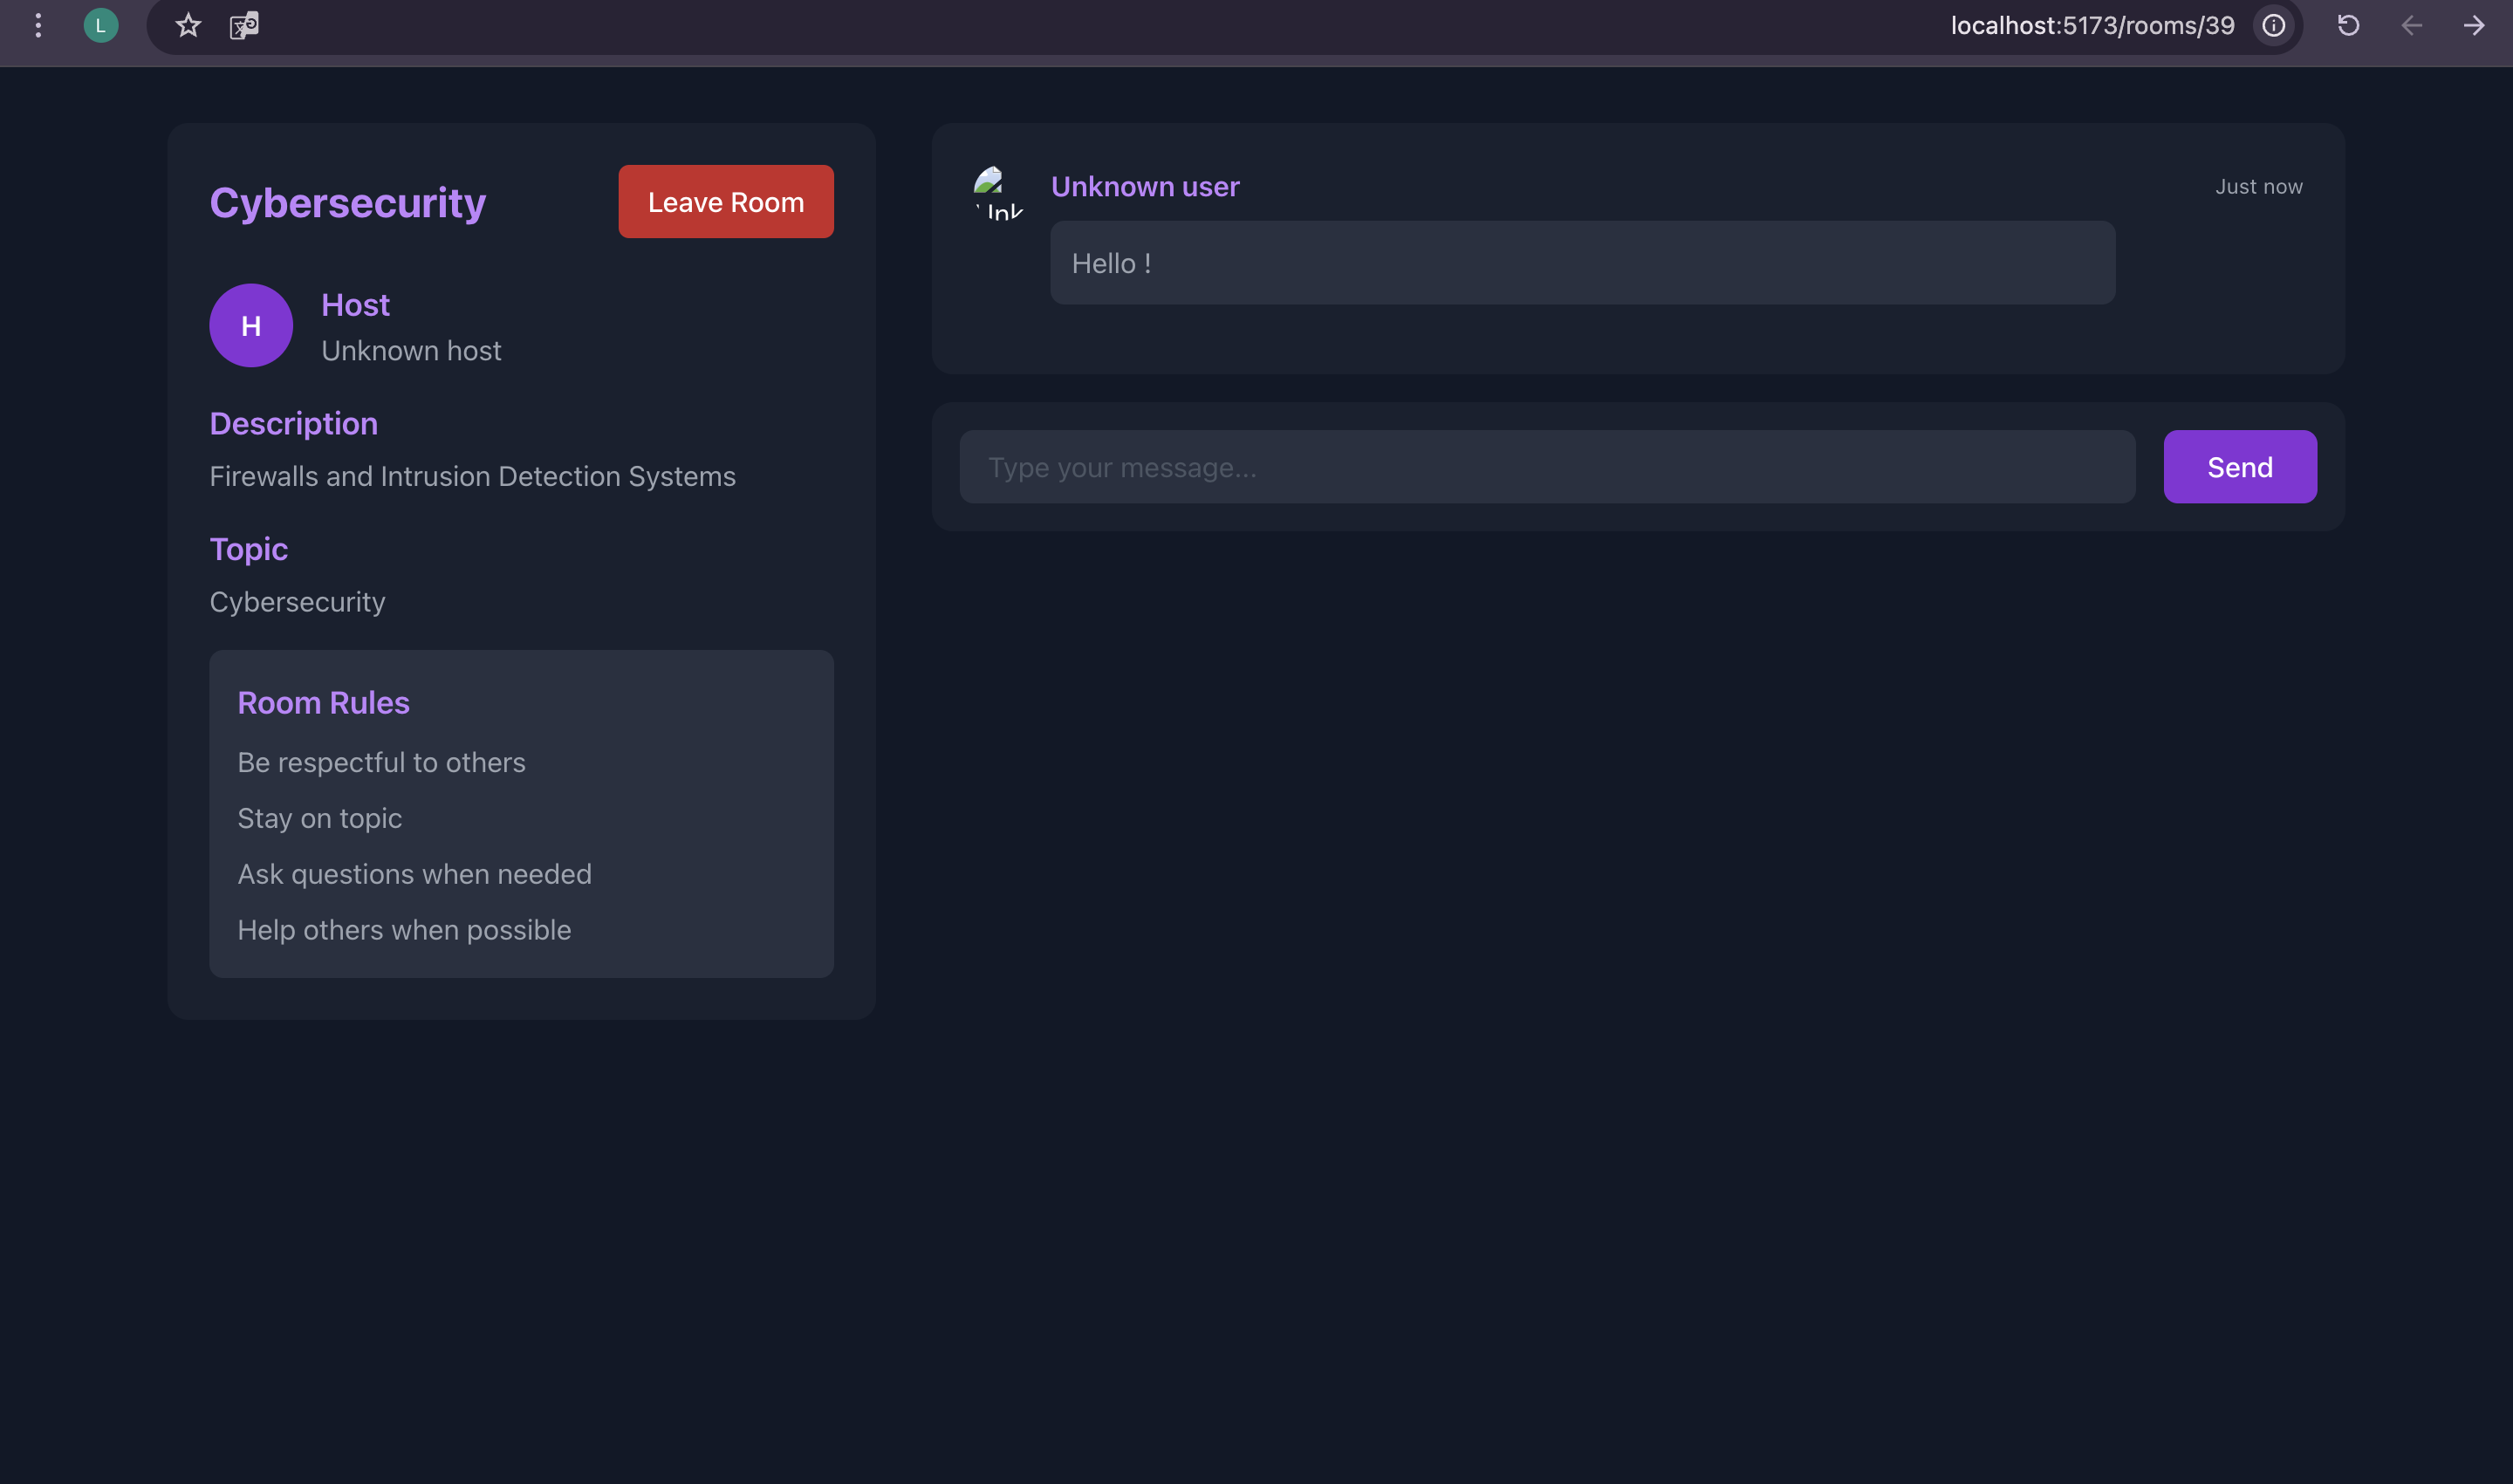 L
localhost:5173/rooms/39
Cybersecurity
Leave Room
H
Host
Unknown host
Description
Firewalls and Intrusion Detection Systems
Topic
Cybersecurity
Room Rules
Be respectful to others
Stay on topic
Ask questions when needed
Help others when possible
Unknown user
Just now
Hello !
Type your message...
Send